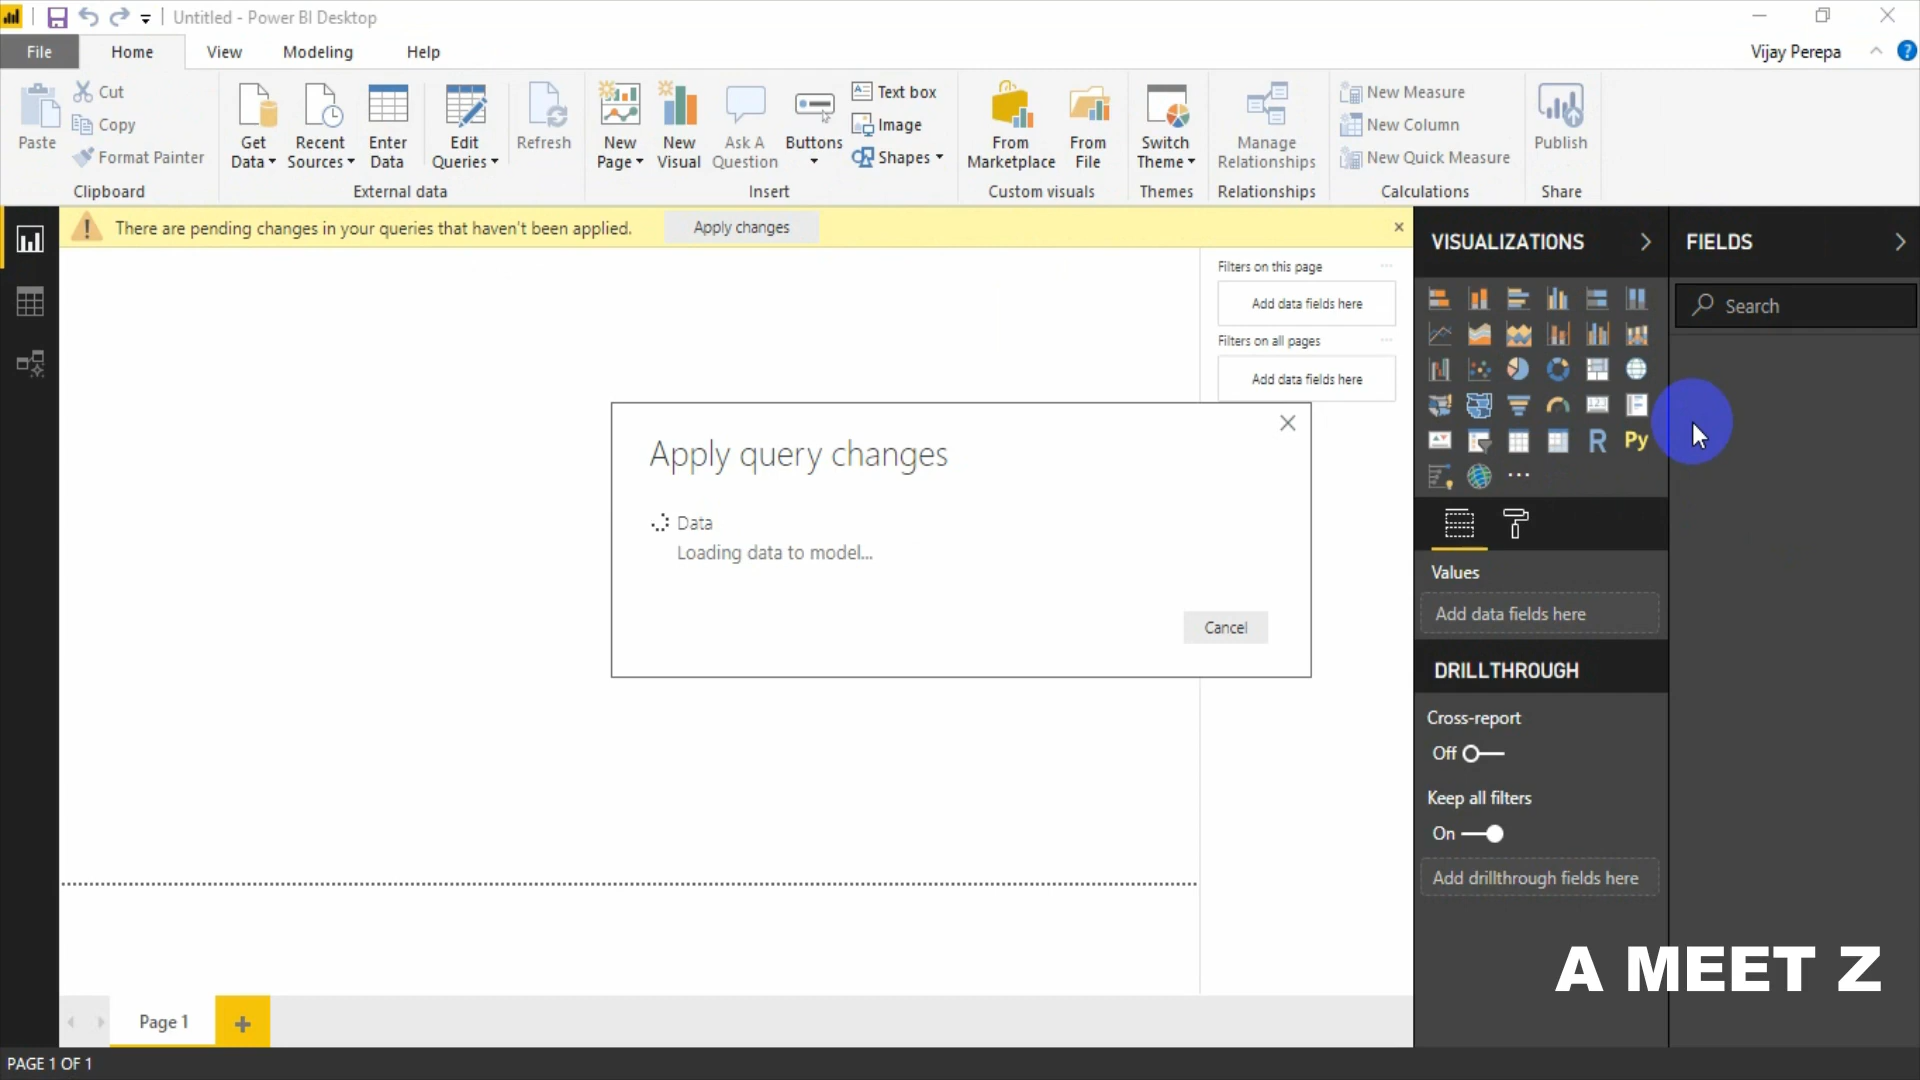 Untitled - Power BI Desktop
File
Home
View
Modeling
Help
Vijay Perepa
Paste
Cut
Copy
Format Painter
Clipboard
Get Data
Recent Sources
Enter Data
Edit Queries
Refresh
External data
New Page
New Visual
Ask A Question
Buttons
Text box
Image
Shapes
Insert
From Marketplace
From File
Custom visuals
Switch Theme
Themes
Manage Relationships
Relationships
New Measure
New Column
New Quick Measure
Calculations
Publish
Share
There are pending changes in your queries that haven't been applied.
Apply changes
Filters on this page
Add data fields here
Filters on all pages
Add data fields here
Apply query changes
Data
Loading data to model...
Cancel
VISUALIZATIONS
R
Py
Values
Add data fields here
DRILLTHROUGH
Cross-report
Off
Keep all filters
On
Add drillthrough fields here
FIELDS
Search
A MEET Z
Page 1
PAGE 1 OF 1